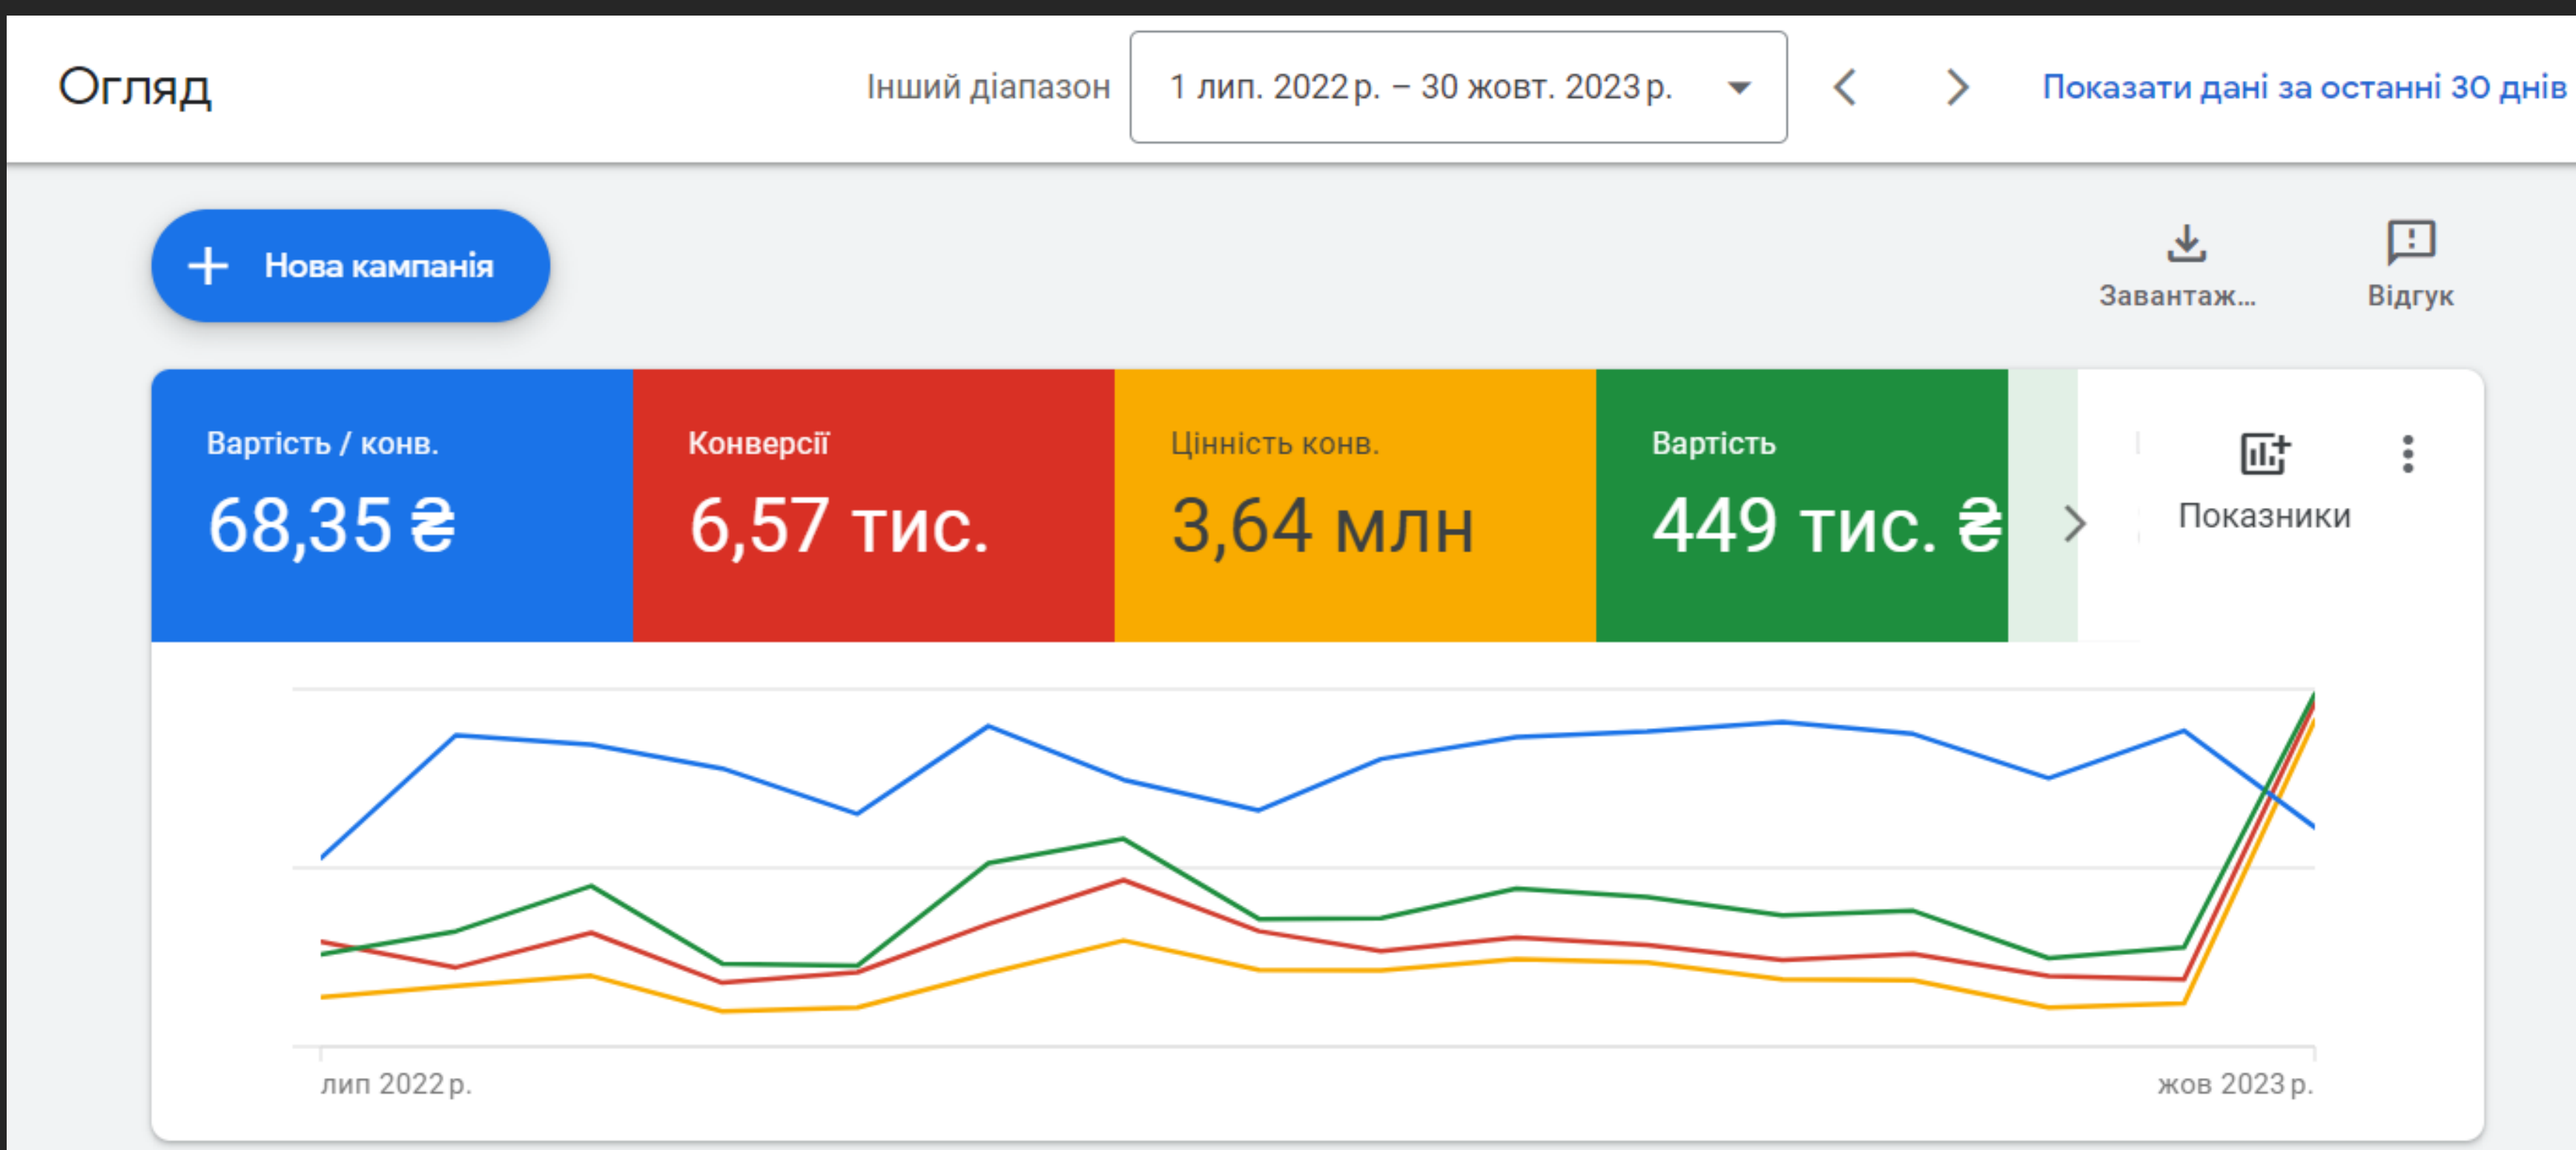 Огляд
Інший діапазон
1 лип. 2022 р. – 30 жовт. 2023 р.
Показати дані за останні 30 днів
Нова кампанія
Завантаж...
Відгук
Вартість / конв.
68,35 ₴
Конверсії
6,57 тис.
Цінність конв.
3,64 млн
Вартість
449 тис. ₴
Показники
лип 2022 р.
жов 2023 р.